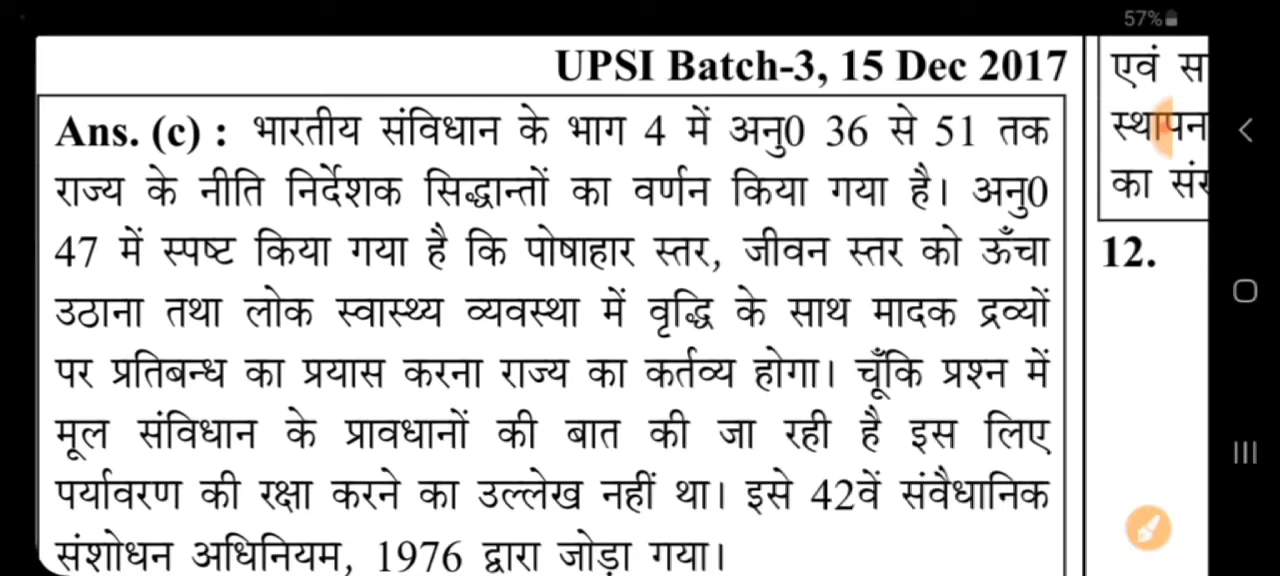 57%
UPSI Batch-3, 15 Dec 2017
Ans. (c) : भारतीय संविधान के भाग 4 में अनु0 36 से 51 तक
राज्य के नीति निर्देशक सिद्धान्तों का वर्णन किया गया है। अनु0
47 में स्पष्ट किया गया है कि पोषाहार स्तर, जीवन स्तर को ऊँचा
उठाना तथा लोक स्वास्थ्य व्यवस्था में वृद्धि के साथ मादक द्रव्यों
पर प्रतिबन्ध का प्रयास करना राज्य का कर्तव्य होगा। चूँकि प्रश्न में
मूल संविधान के प्रावधानों की बात की जा रही है इस लिए
पर्यावरण की रक्षा करने का उल्लेख नहीं था। इसे 42वें संवैधानिक
संशोधन अधिनियम, 1976 द्वारा जोड़ा गया।
एवं स
स्थापन
का
12.